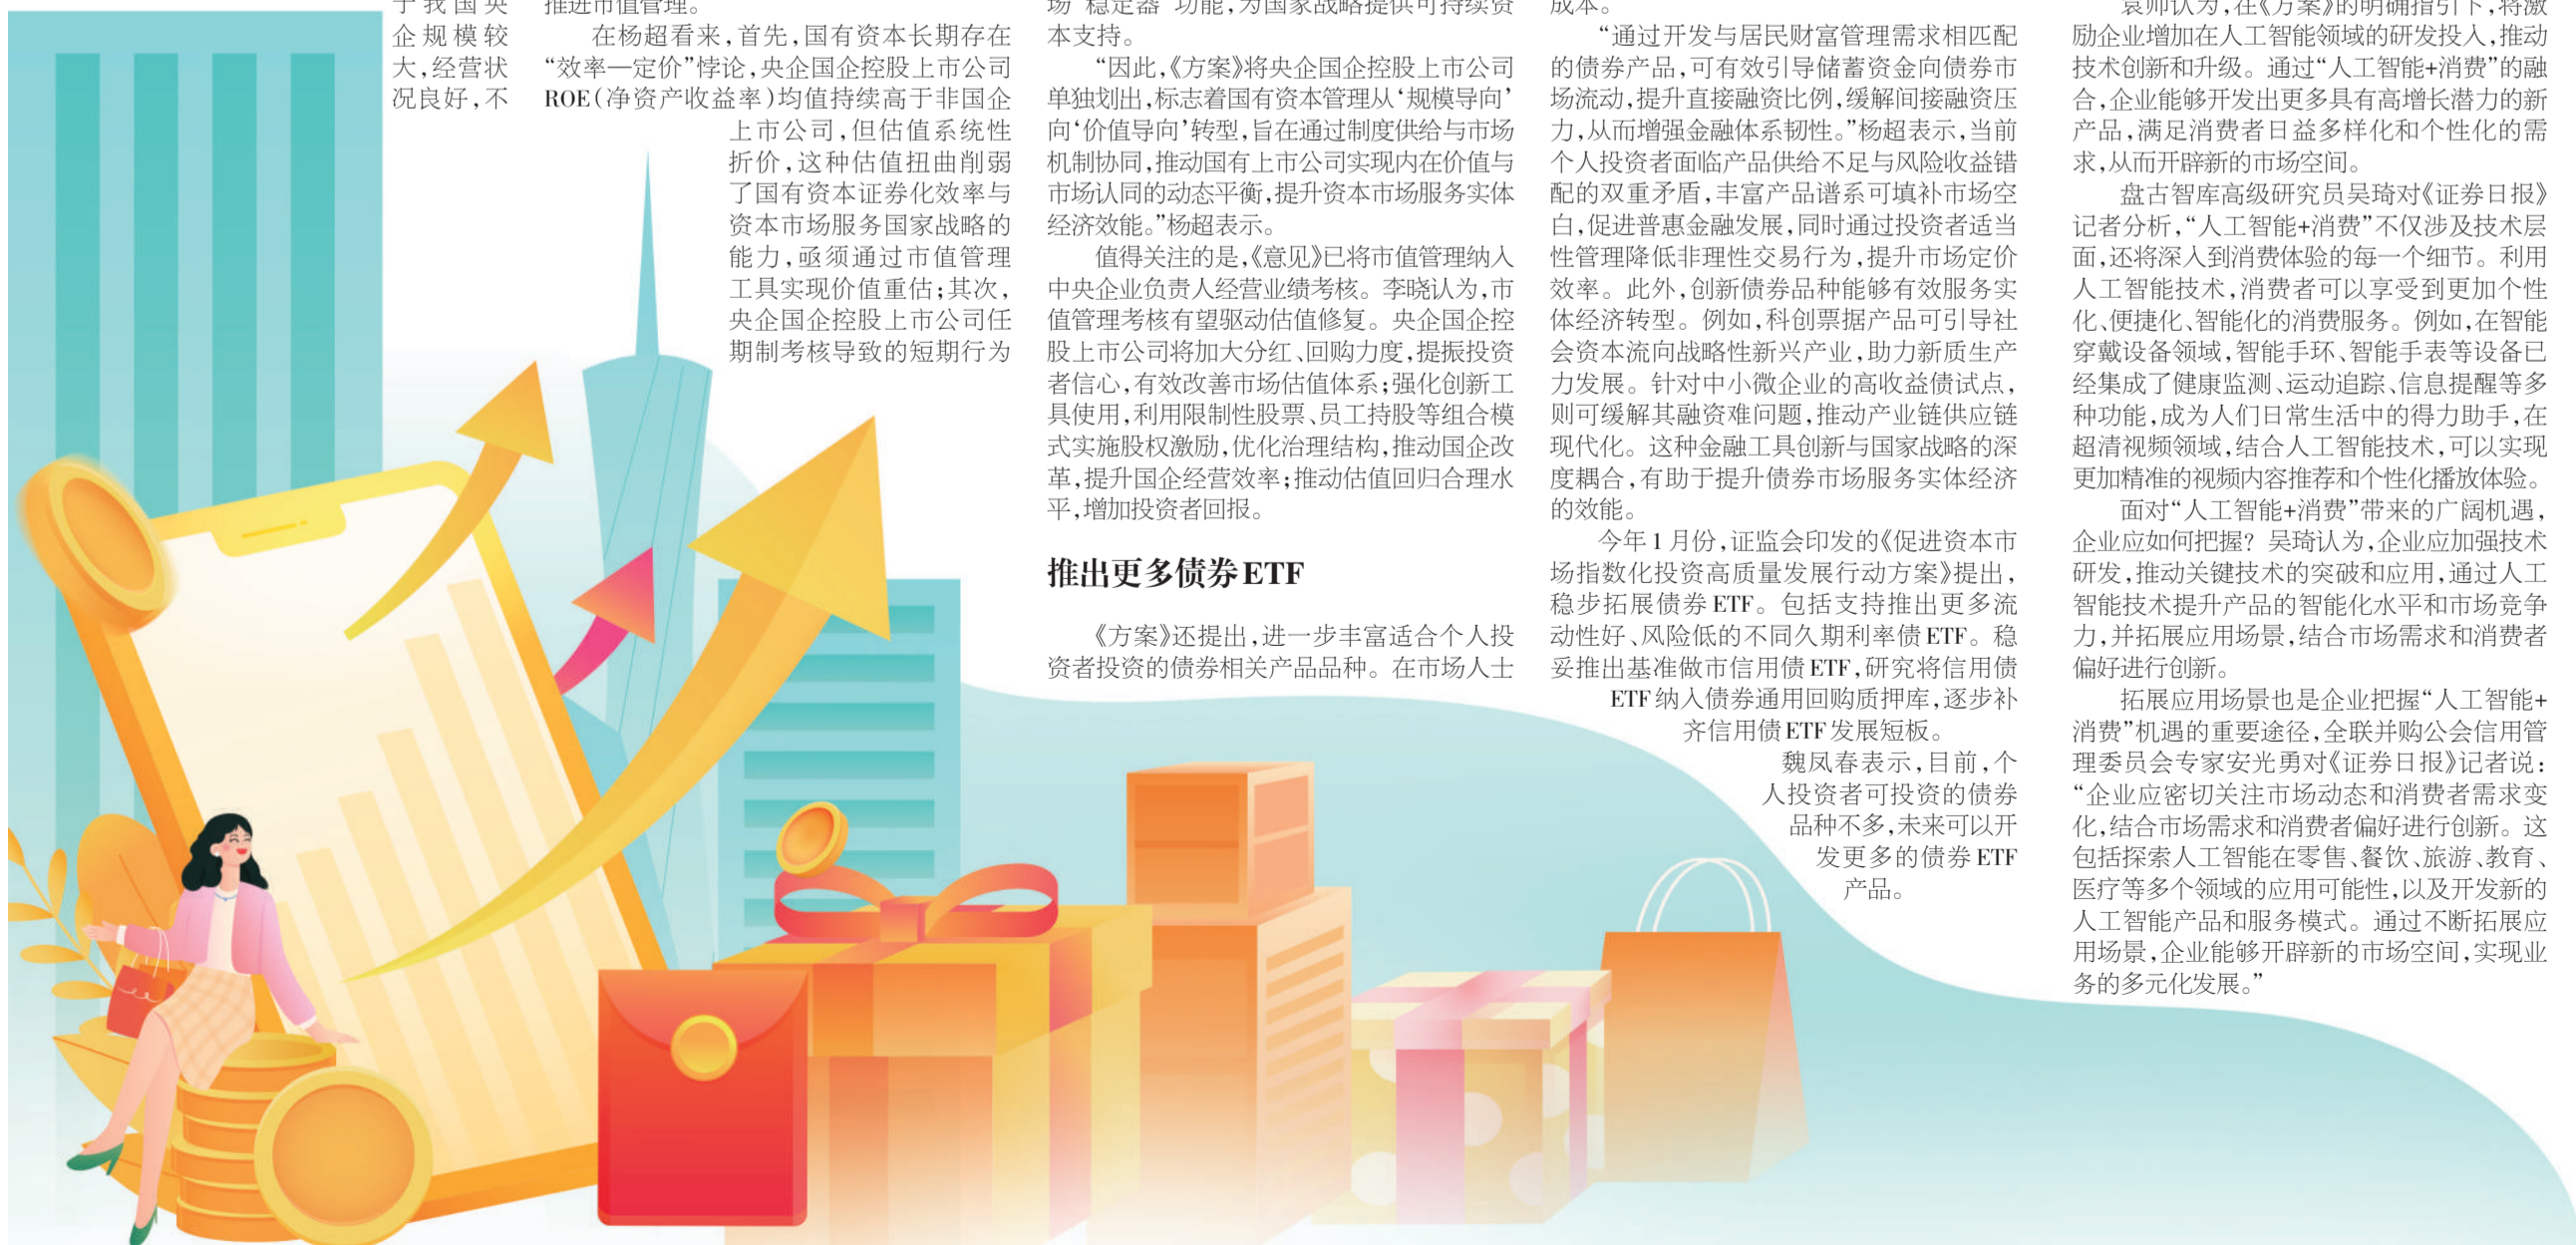 于我国央
企规模较
大,经营状
况良好,不
推进市值管理。
在杨超看来,首先,国有资本长期存在
“效率—定价”悖论,央企国企控股上市公司
ROE(净资产收益率)均值持续高于非国企
上市公司,但估值系统性
折价,这种估值扭曲削弱
了国有资本证券化效率与
资本市场服务国家战略的
能力,亟须通过市值管理
工具实现价值重估;其次,
央企国企控股上市公司任
期制考核导致的短期行为
场“稳定器”功能,为国家战略提供可持续资
本支持。
“因此,《方案》将央企国企控股上市公司
单独划出,标志着国有资本管理从‘规模导向’
向‘价值导向’转型,旨在通过制度供给与市场
机制协同,推动国有上市公司实现内在价值与
市场认同的动态平衡,提升资本市场服务实体
经济效能。”杨超表示。
值得关注的是,《意见》已将市值管理纳入
中央企业负责人经营业绩考核。李晓认为,市
值管理考核有望驱动估值修复。央企国企控
股上市公司将加大分红、回购力度,提振投资
者信心,有效改善市场估值体系;强化创新工
具使用,利用限制性股票、员工持股等组合模
式实施股权激励,优化治理结构,推动国企改
革,提升国企经营效率;推动估值回归合理水
平,增加投资者回报。
推出更多债券ETF
《方案》还提出,进一步丰富适合个人投
资者投资的债券相关产品品种。在市场人士
成本。
“通过开发与居民财富管理需求相匹配
的债券产品,可有效引导储蓄资金向债券市
场流动,提升直接融资比例,缓解间接融资压
力,从而增强金融体系韧性。”杨超表示,当前
个人投资者面临产品供给不足与风险收益错
配的双重矛盾,丰富产品谱系可填补市场空
白,促进普惠金融发展,同时通过投资者适当
性管理降低非理性交易行为,提升市场定价
效率。此外,创新债券品种能够有效服务实
体经济转型。例如,科创票据产品可引导社
会资本流向战略性新兴产业,助力新质生产
力发展。针对中小微企业的高收益债试点,
则可缓解其融资难问题,推动产业链供应链
现代化。这种金融工具创新与国家战略的深
度耦合,有助于提升债券市场服务实体经济
的效能。
今年1月份,证监会印发的《促进资本市
场指数化投资高质量发展行动方案》提出,
稳步拓展债券ETF。包括支持推出更多流
动性好、风险低的不同久期利率债ETF。稳
妥推出基准做市信用债ETF,研究将信用债
ETF纳入债券通用回购质押库,逐步补
齐信用债ETF发展短板。
魏凤春表示,目前,个
人投资者可投资的债券
品种不多,未来可以开
发更多的债券ETF
产品。
袁帅认为,在《方案》的明确指引下,将激
励企业增加在人工智能领域的研发投入,推动
技术创新和升级。通过“人工智能+消费”的融
合,企业能够开发出更多具有高增长潜力的新
产品,满足消费者日益多样化和个性化的需
求,从而开辟新的市场空间。
盘古智库高级研究员吴琦对《证券日报》
记者分析,“人工智能+消费”不仅涉及技术层
面,还将深入到消费体验的每一个细节。利用
人工智能技术,消费者可以享受到更加个性
化、便捷化、智能化的消费服务。例如,在智能
穿戴设备领域,智能手环、智能手表等设备已
经集成了健康监测、运动追踪、信息提醒等多
种功能,成为人们日常生活中的得力助手,在
超清视频领域,结合人工智能技术,可以实现
更加精准的视频内容推荐和个性化播放体验。
面对“人工智能+消费”带来的广阔机遇,
企业应如何把握？吴琦认为,企业应加强技术
研发,推动关键技术的突破和应用,通过人工
智能技术提升产品的智能化水平和市场竞争
力,并拓展应用场景,结合市场需求和消费者
偏好进行创新。
拓展应用场景也是企业把握“人工智能+
消费”机遇的重要途径,全联并购公会信用管
理委员会专家安光勇对《证券日报》记者说:
“企业应密切关注市场动态和消费者需求变
化,结合市场需求和消费者偏好进行创新。这
包括探索人工智能在零售、餐饮、旅游、教育、
医疗等多个领域的应用可能性,以及开发新的
人工智能产品和服务模式。通过不断拓展应
用场景,企业能够开辟新的市场空间,实现业
务的多元化发展。”